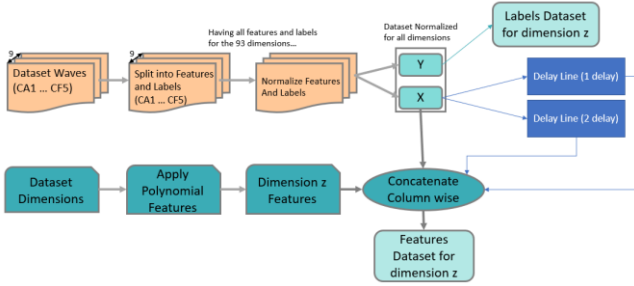 Having all features and labels
for the 93 dimensions...
Dataset Normalized
for all dimensions
Labels Dataset
for dimension z
9
Dataset Waves
(CA1 ... CF5)
9
Split into Features
and Labels
(CA1 ... CF5)
Normalize Features
And Labels
Y
X
Delay Line (1 delay)
Delay Line (2 delay)
Dataset
Dimensions
Apply
Polynomial
Features
Dimension z
Features
Concatenate
Column wise
Features
Dataset for
dimension z